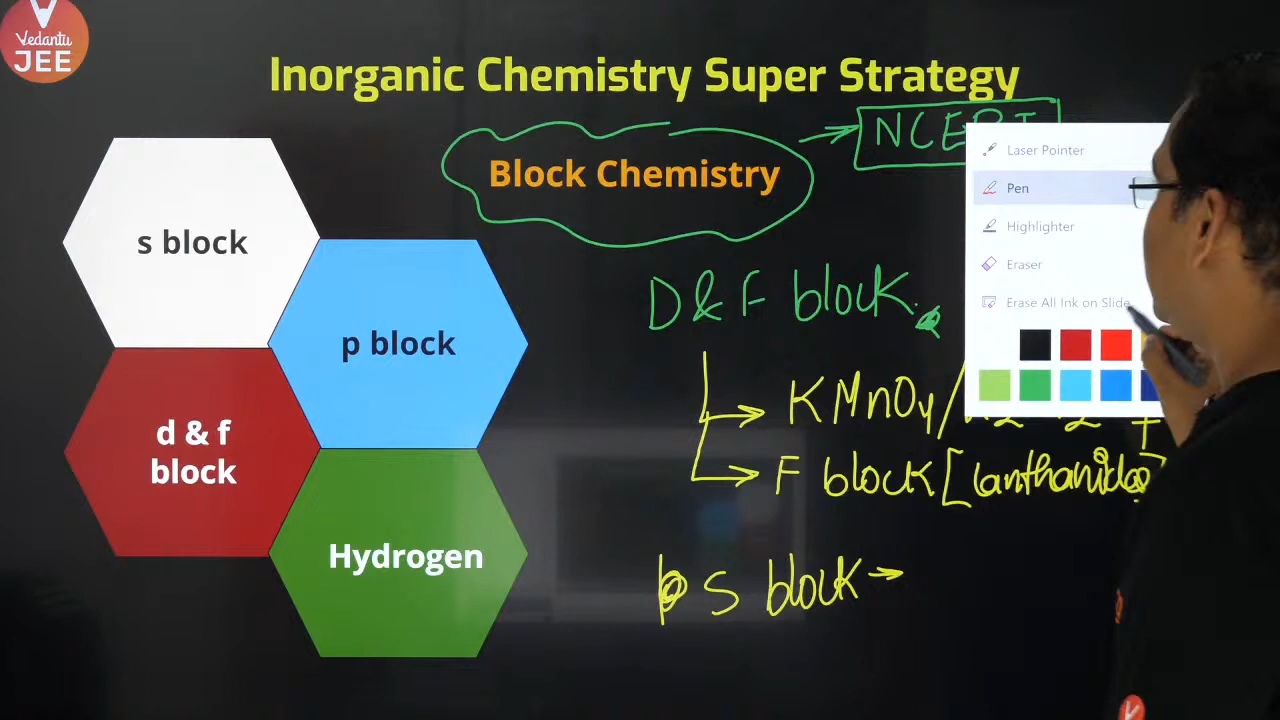 Vedantu
JEE
Inorganic Chemistry Super Strategy
Block Chemistry
NCERT
s block
p block
d & f
block
Hydrogen
D & F block
KMnO4/
F block [lanthanides]
s block →
Laser Pointer
Pen
Highlighter
Eraser
Erase All Ink on Slide